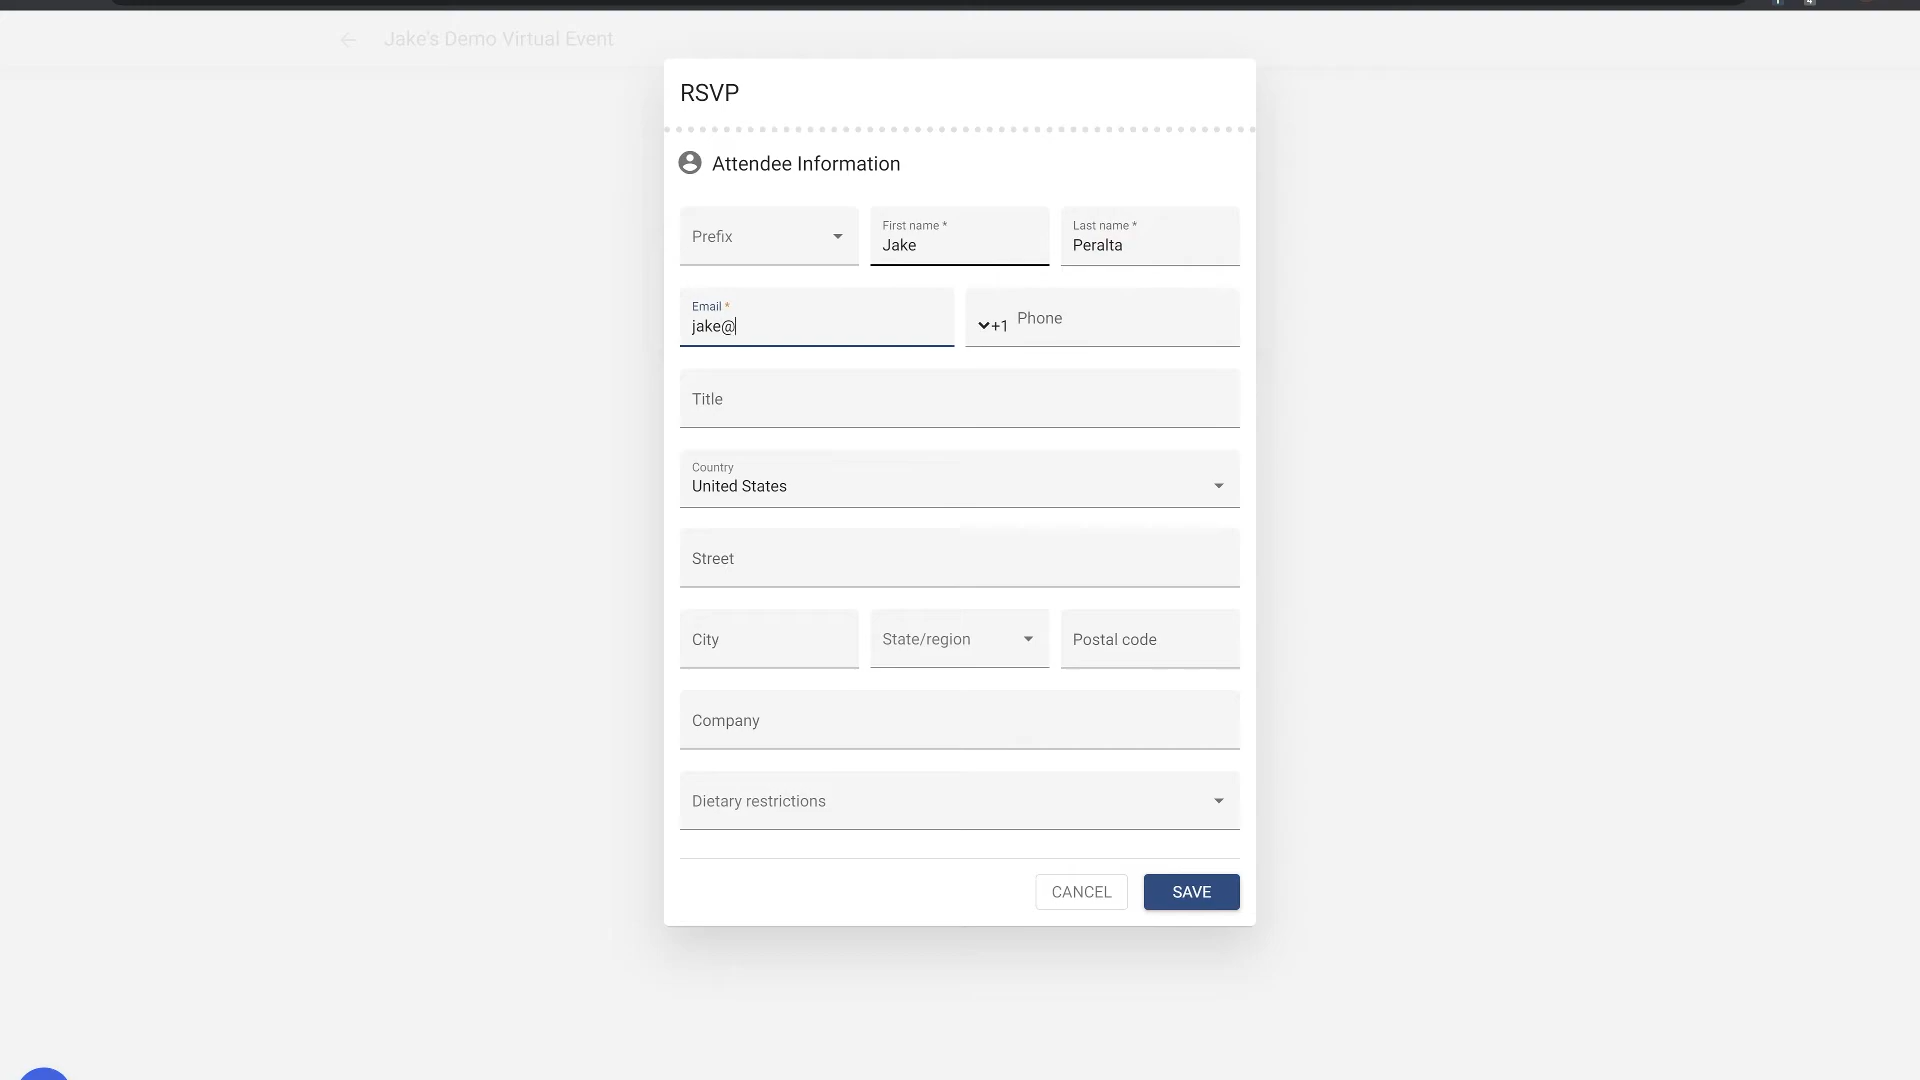 Jake's Demo Virtual Event
RSVP
Attendee Information
Prefix
First name *
Jake
Last name *
Peralta
Email *
jake@
+1 Phone
Title
Country
United States
Street
City
State/region
Postal code
Company
Dietary restrictions
CANCEL
SAVE